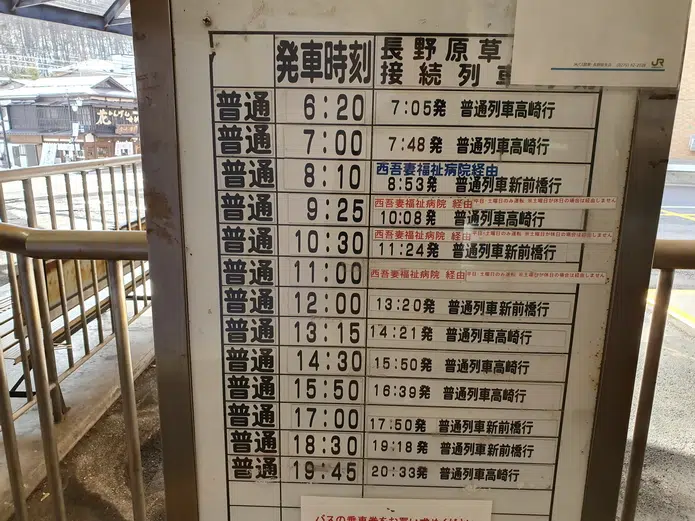 発車時刻 長野原草
接続列車
普通 6:20 7:05発 普通列車高崎行
普通 7:00 7:48発 普通列車高崎行
西吾妻福祉病院経由
普通 8:10 8:53発 普通列車新前橋行
西吾妻福祉病院 経由
普通 9:25 10:08発 普通列車高崎行
西吾妻福祉病院 経由
普通 10:30 11:24発 普通列車新前橋行
普通 11:00 西吾妻福祉病院 経由
普通 12:00 13:20発 普通列車新前橋行
普通 13:15 14:21発 普通列車高崎行
普通 14:30 15:50発 普通列車高崎行
普通 15:50 16:39発 普通列車高崎行
普通 17:00 17:50発 普通列車新前橋行
普通 18:30 19:18発 普通列車新前橋行
普通 19:45 20:33発 普通列車高崎行
JR